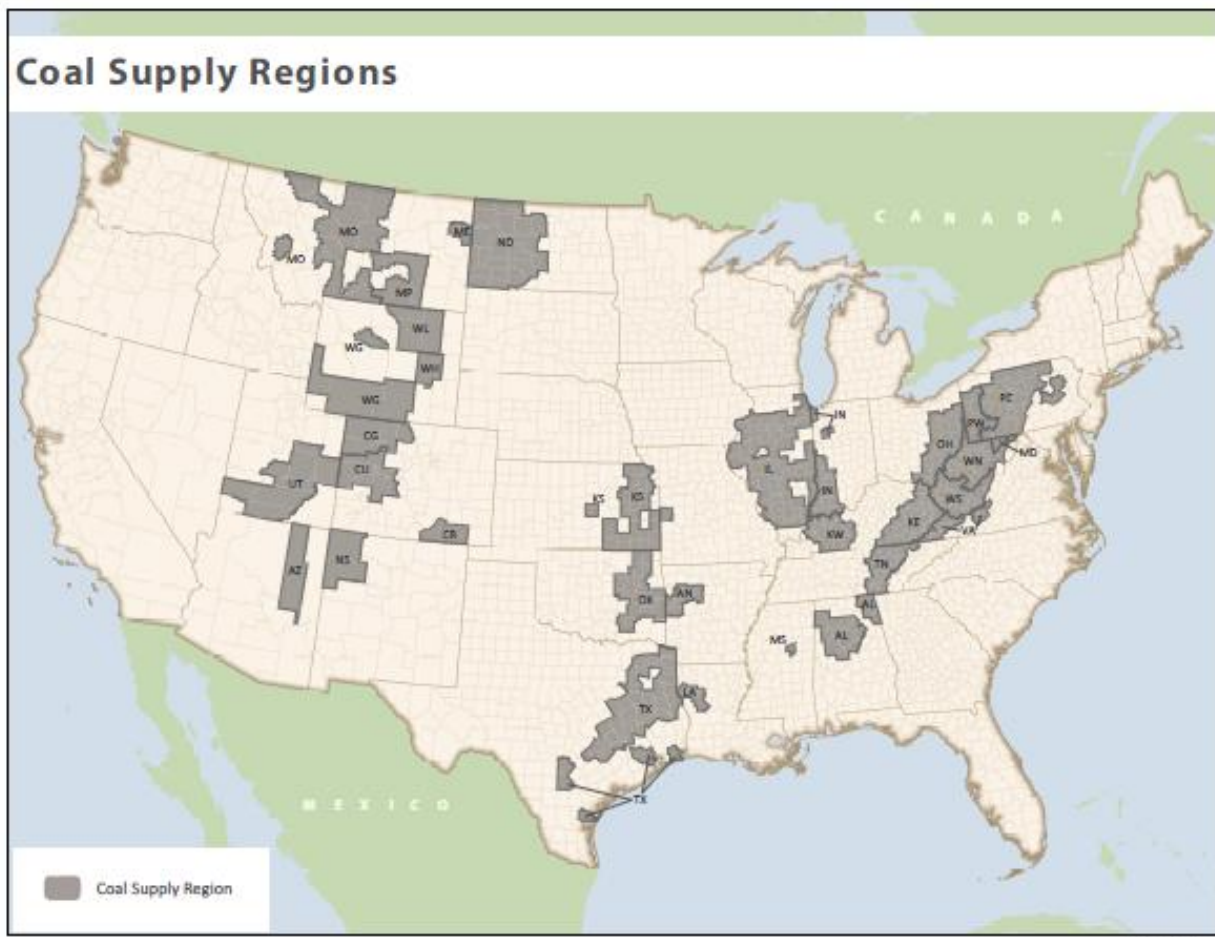 Coal Supply Regions
CANADA
MO
ME
ND
MO
MP
WL
WG
WH
WG
CG
CU
UT
CR
AZ
NS
KS
KS
OK
AN
TX
LA
TX
MS
AL
AL
TN
IL
IN
IN
KW
KE
VA
WS
WN
OH
PW
PC
MD
MEXICO
Coal Supply Region